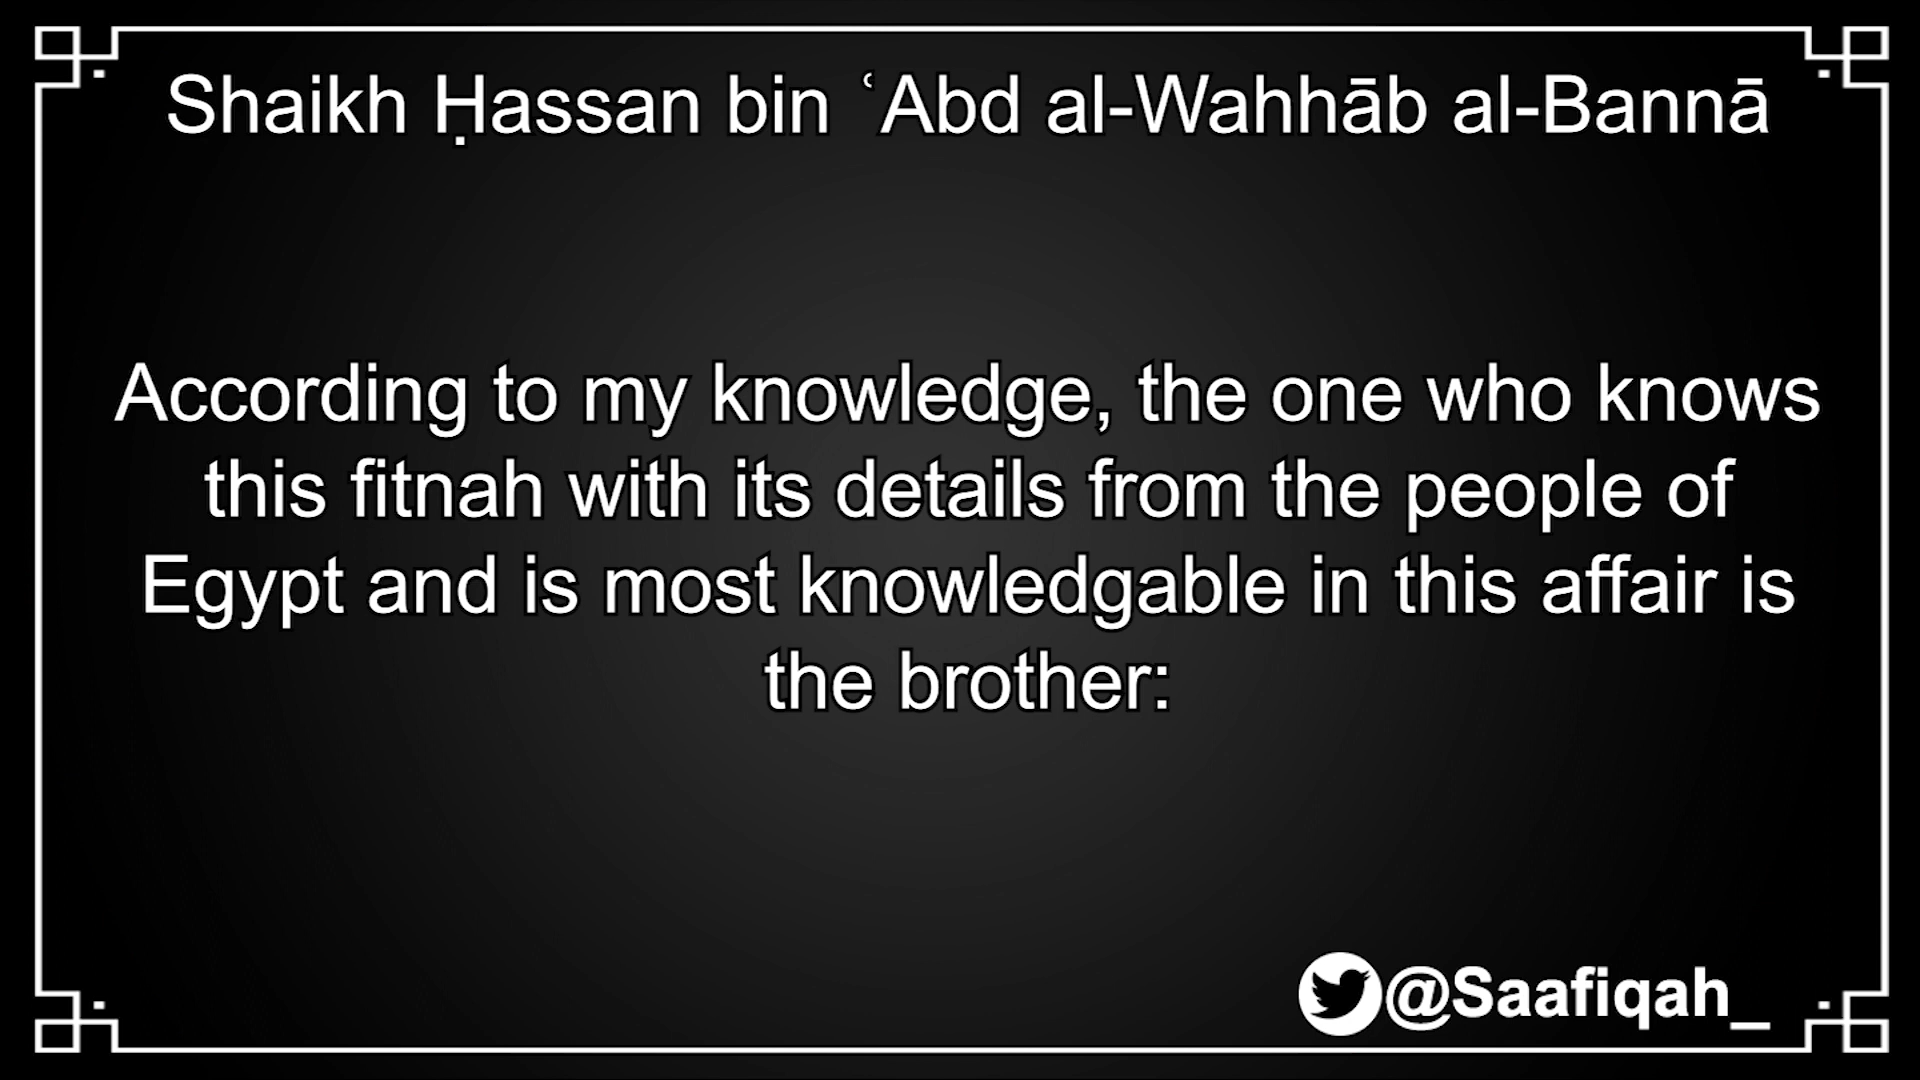 Shaikh Ḥassan bin ʿAbd al-Wahhāb al-Bannā
According to my knowledge, the one who knows
this fitnah with its details from the people of
Egypt and is most knowledgable in this affair is
the brother:
@Saafiqah_